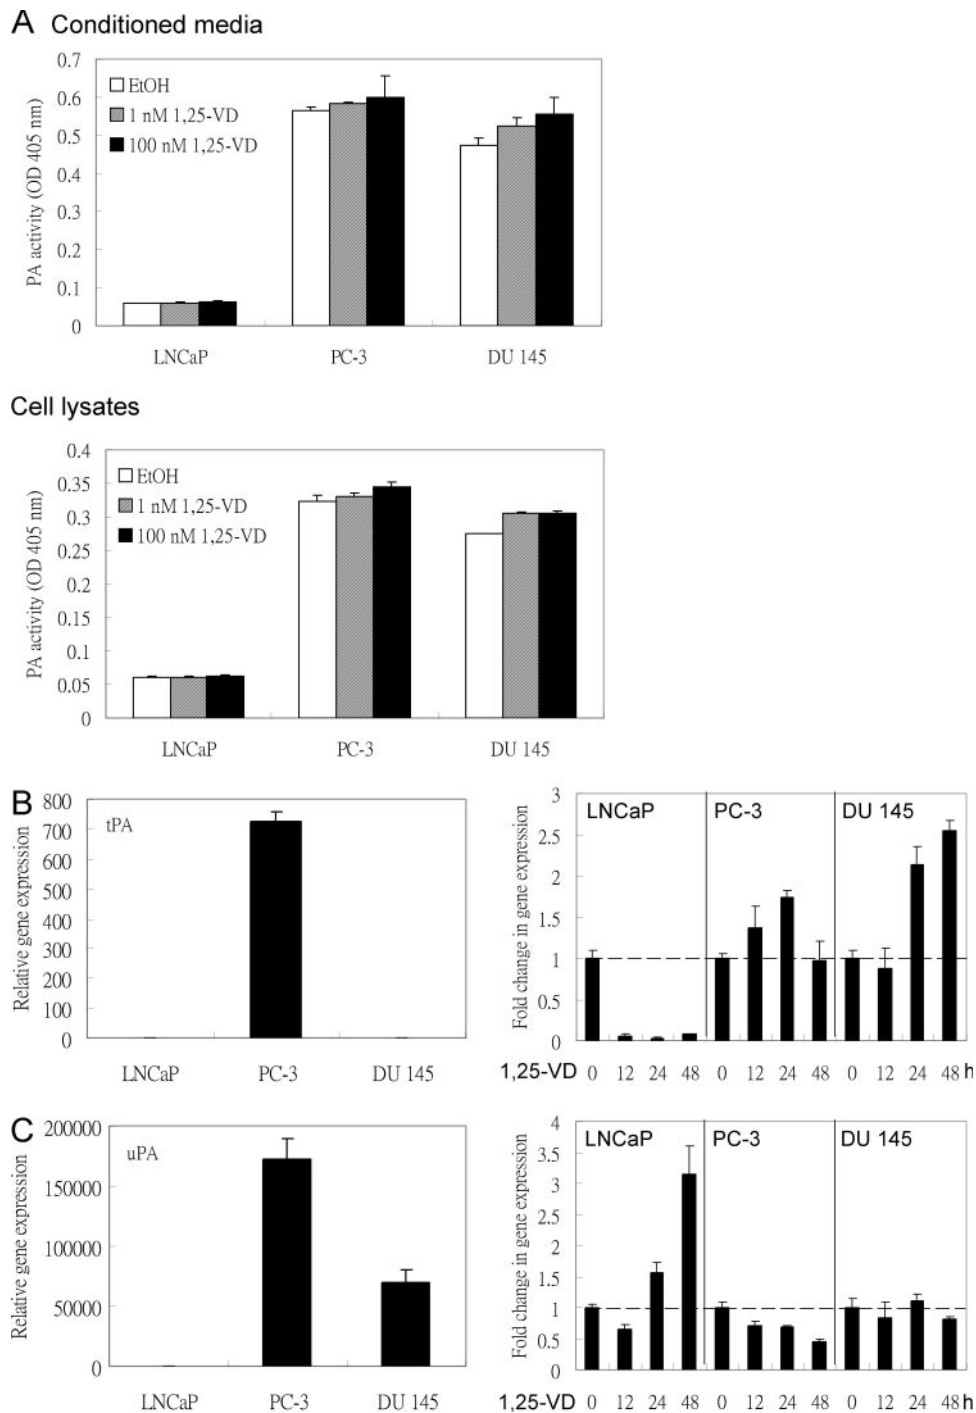 A Conditioned media
0.7
0.6
0.5
0.4
0.3
0.2
0.1
0
PA activity (OD 405 nm)
EtOH
1 nM 1,25-VD
100 nM 1,25-VD
LNCaP PC-3 DU 145
Cell lysates
0.4
0.35
0.3
0.25
0.2
0.15
0.1
0.05
0
PA activity (OD 405 nm)
EtOH
1 nM 1,25-VD
100 nM 1,25-VD
LNCaP PC-3 DU 145
B
800
700
600
500
400
300
200
100
0
Relative gene expression
tPA
LNCaP PC-3 DU 145
3
2.5
2
1.5
1
0.5
0
Fold change in gene expression
LNCaP PC-3 DU 145
1,25-VD 0 12 24 48 0 12 24 48 0 12 24 48 h
C
200000
150000
100000
50000
0
Relative gene expression
uPA
LNCaP PC-3 DU 145
4
3.5
3
2.5
2
1.5
1
0.5
0
Fold change in gene expression
LNCaP PC-3 DU 145
1,25-VD 0 12 24 48 0 12 24 48 0 12 24 48 h